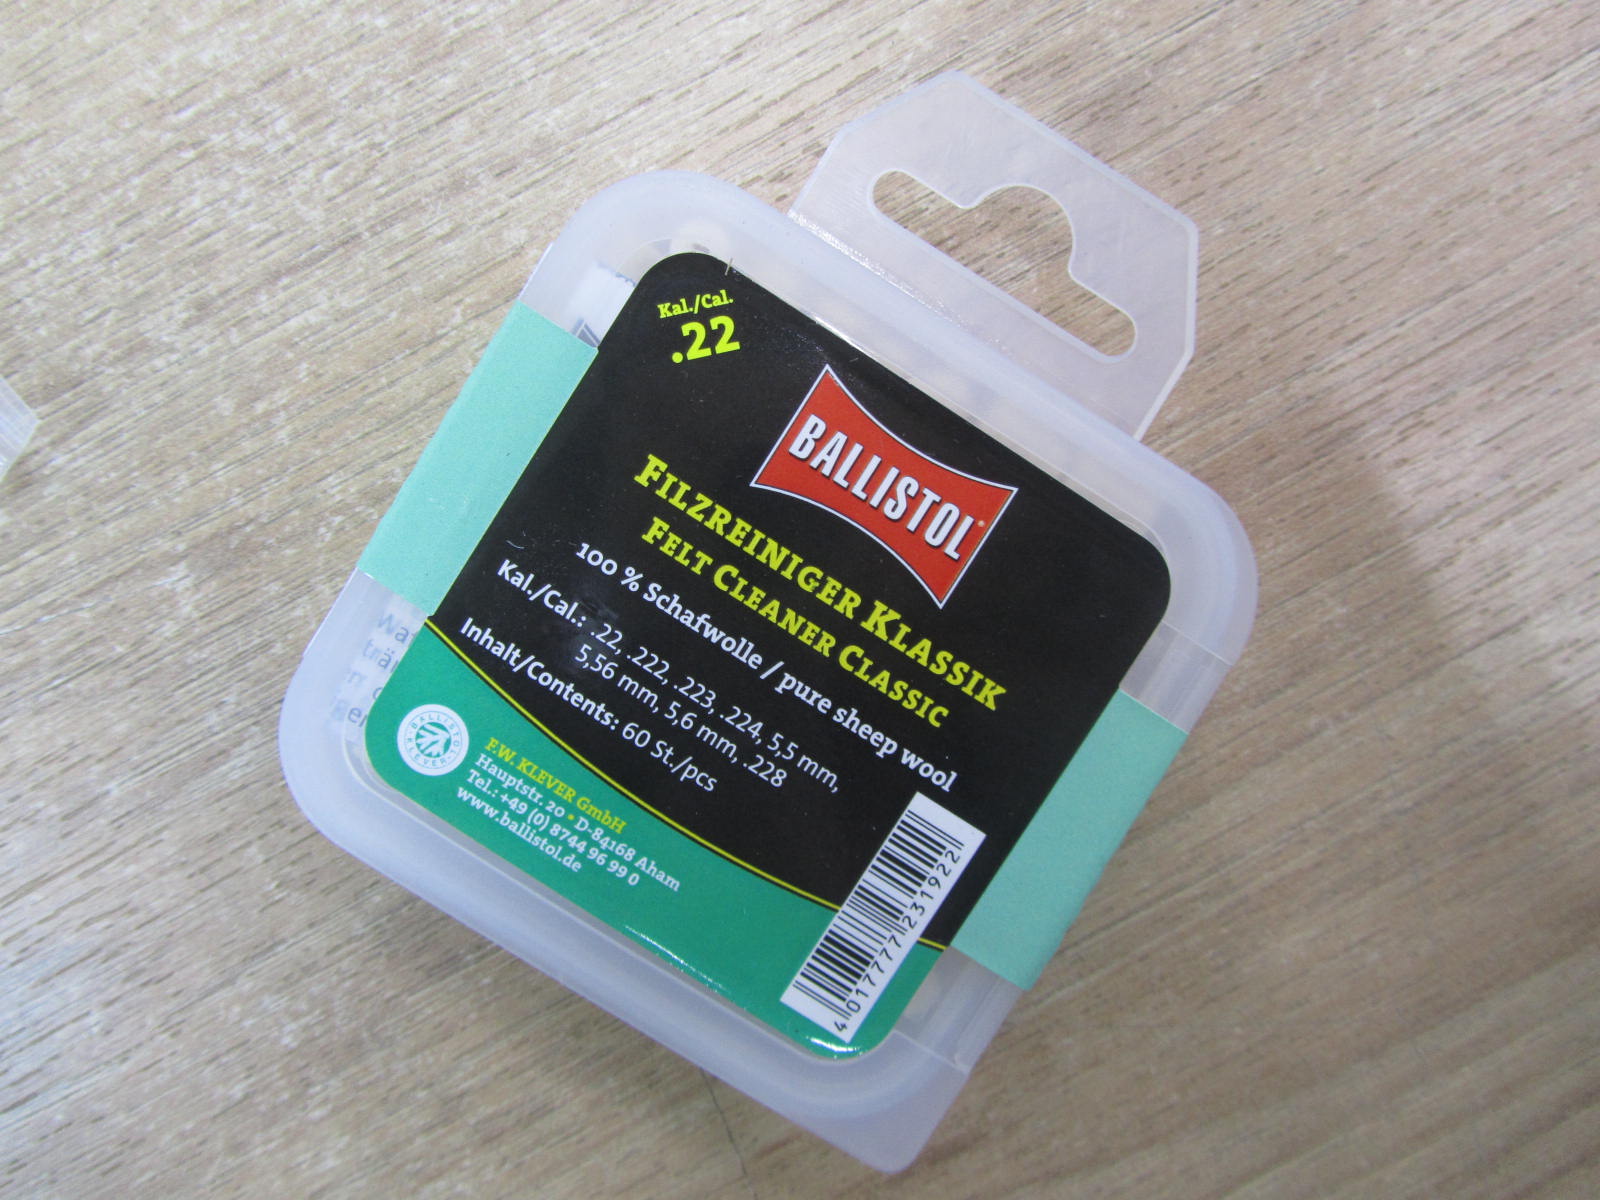 Kal./Cal.
.22
BALLISTOL®
FILZREINIGER KLASSIK
FELT CLEANER CLASSIC
100 % Schafwolle / pure sheep wool
Kal./Cal.: .22, .222, .223, .224, 5,5 mm,
5,56 mm, 5,6 mm, .228
Inhalt/Contents: 60 St./pcs
BALLISTOL
KLEVER
F.W. KLEVER GmbH
Hauptstr. 20 • D-84168 Aham
Tel.: +49 (0) 8744 96 99 0
www.ballistol.de
4 017777 231922